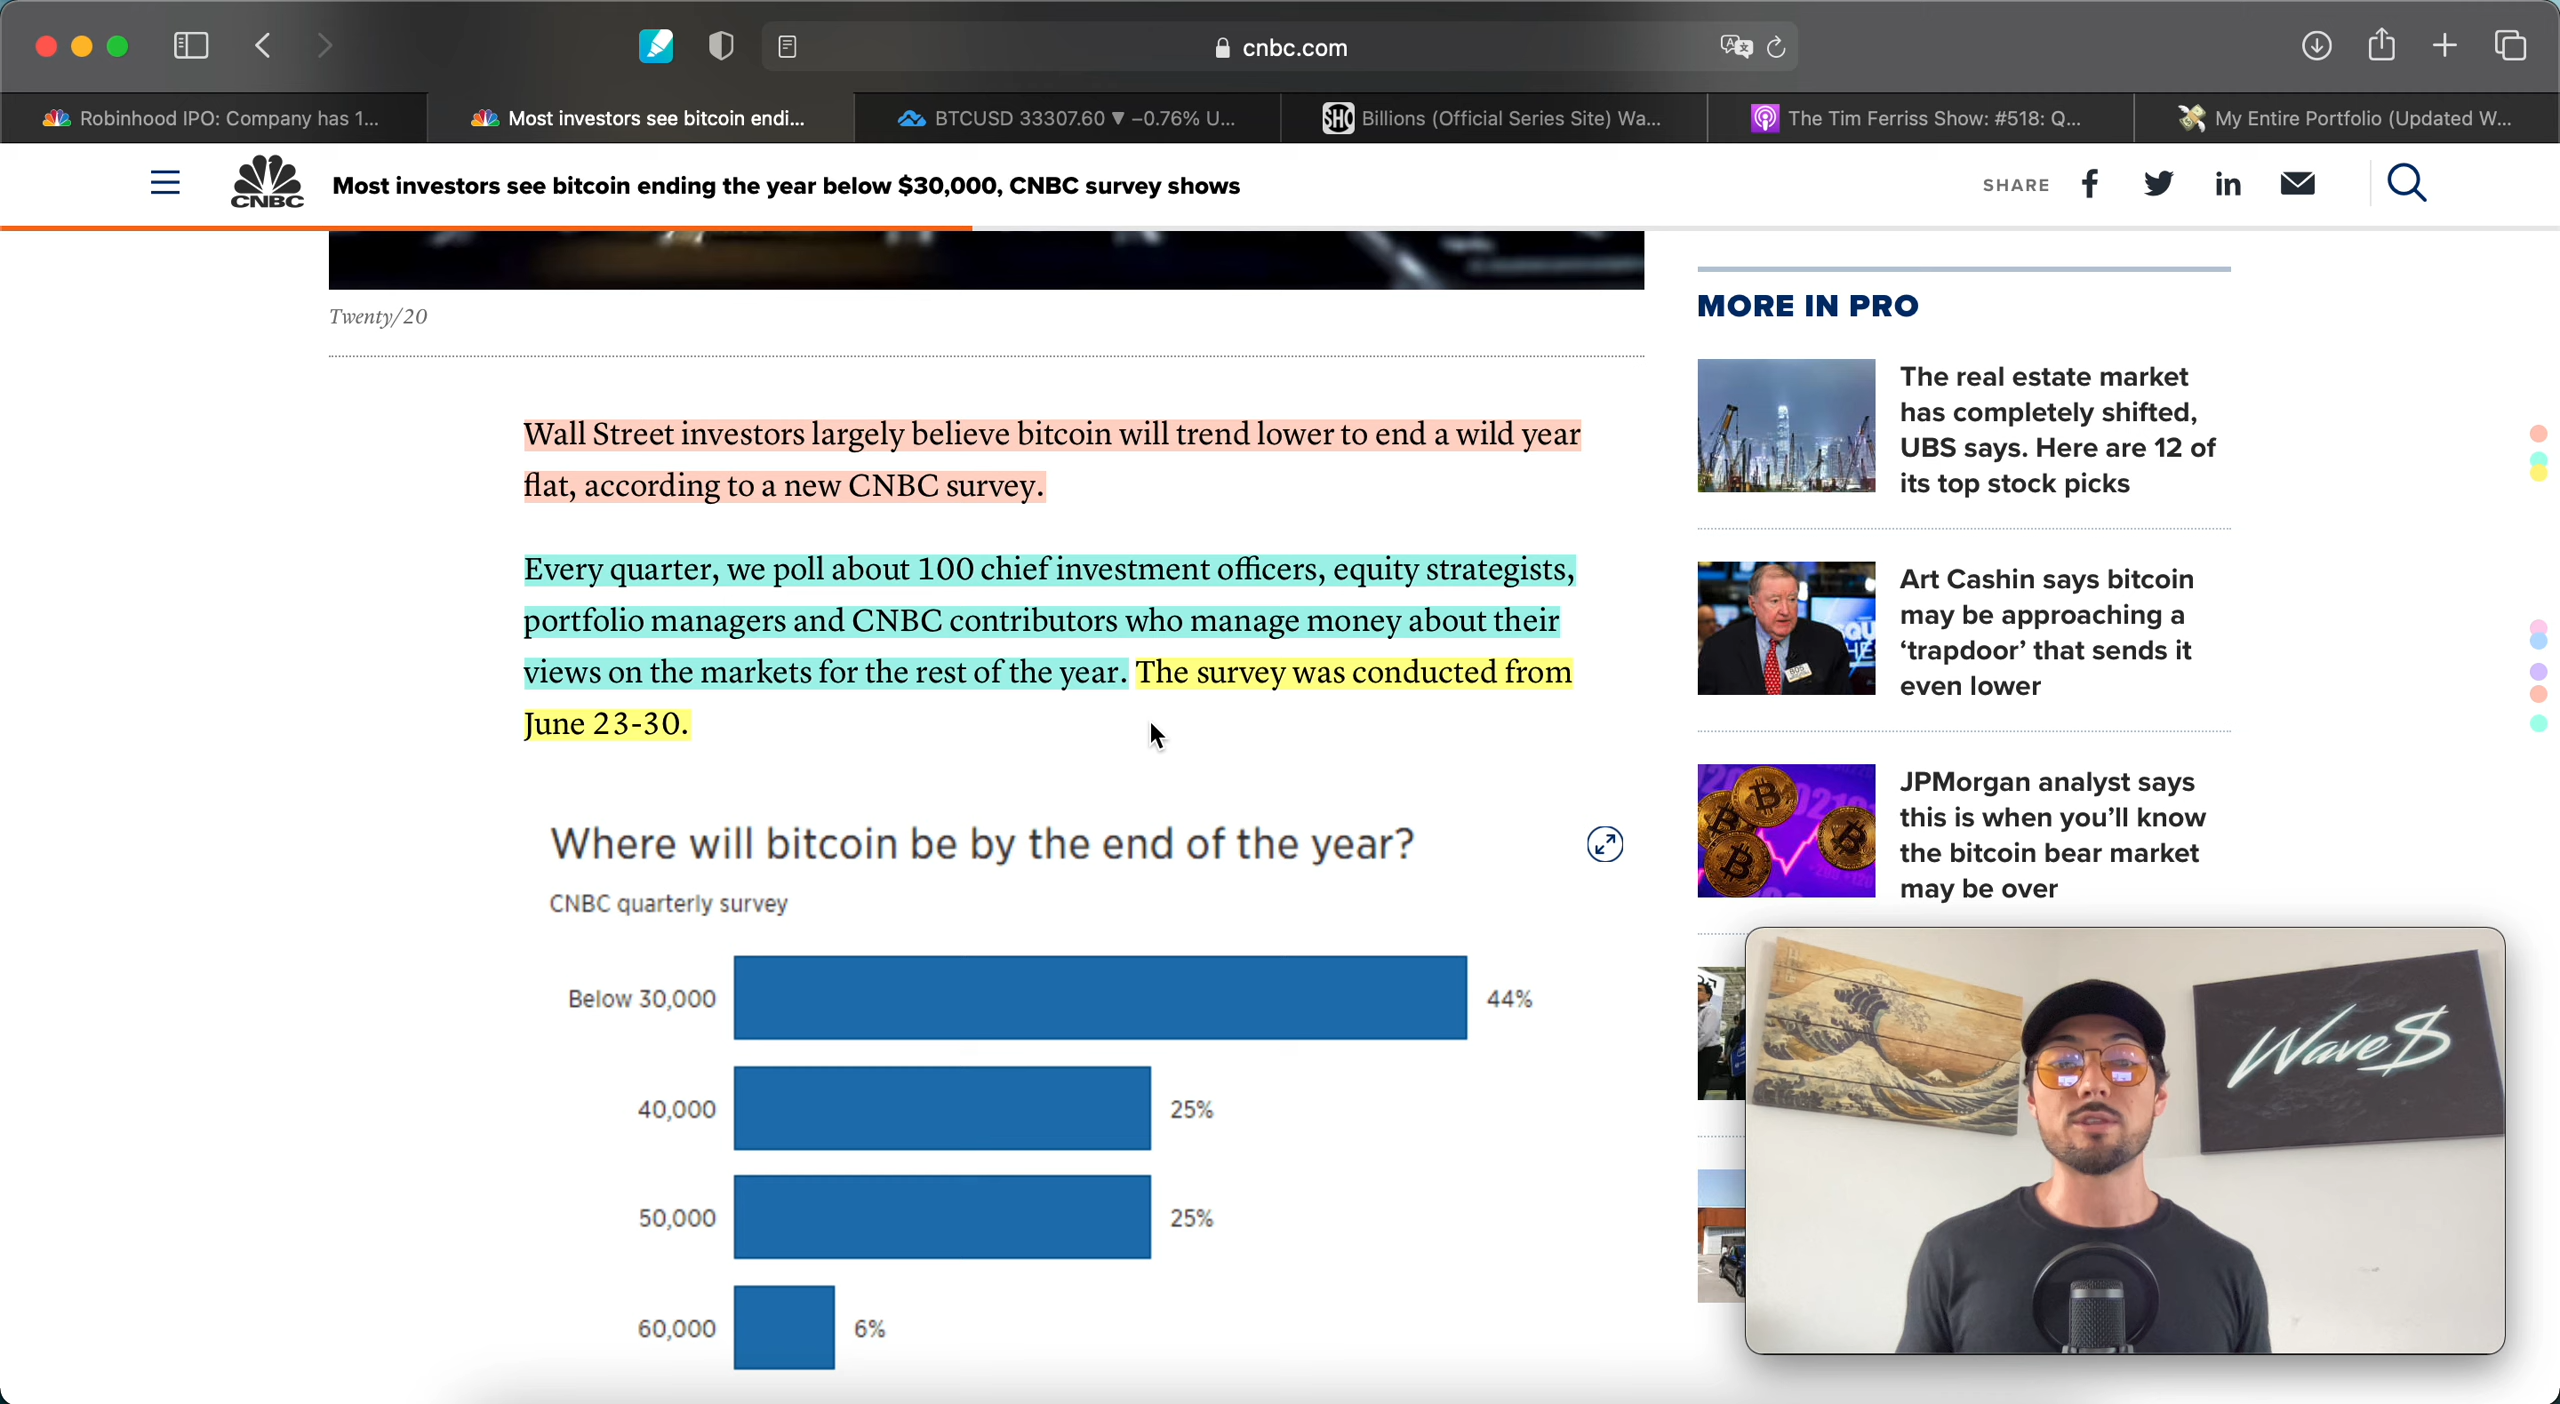 cnbc.com
Robinhood IPO: Company has 1...
Most investors see bitcoin endi...
BTCUSD 33307.60 ▼ −0.76% U...
SHO Billions (Official Series Site) Wa...
The Tim Ferriss Show: #518: Q...
My Entire Portfolio (Updated W...
CNBC
Most investors see bitcoin ending the year below $30,000, CNBC survey shows
SHARE
Twenty/20
Wall Street investors largely believe bitcoin will trend lower to end a wild year
flat, according to a new CNBC survey.
Every quarter, we poll about 100 chief investment officers, equity strategists,
portfolio managers and CNBC contributors who manage money about their
views on the markets for the rest of the year. The survey was conducted from
June 23-30.
Where will bitcoin be by the end of the year?
CNBC quarterly survey
Below 30,000 44%
40,000 25%
50,000 25%
60,000 6%
MORE IN PRO
The real estate market
has completely shifted,
UBS says. Here are 12 of
its top stock picks
Art Cashin says bitcoin
may be approaching a
‘trapdoor’ that sends it
even lower
JPMorgan analyst says
this is when you’ll know
the bitcoin bear market
may be over
Wave$